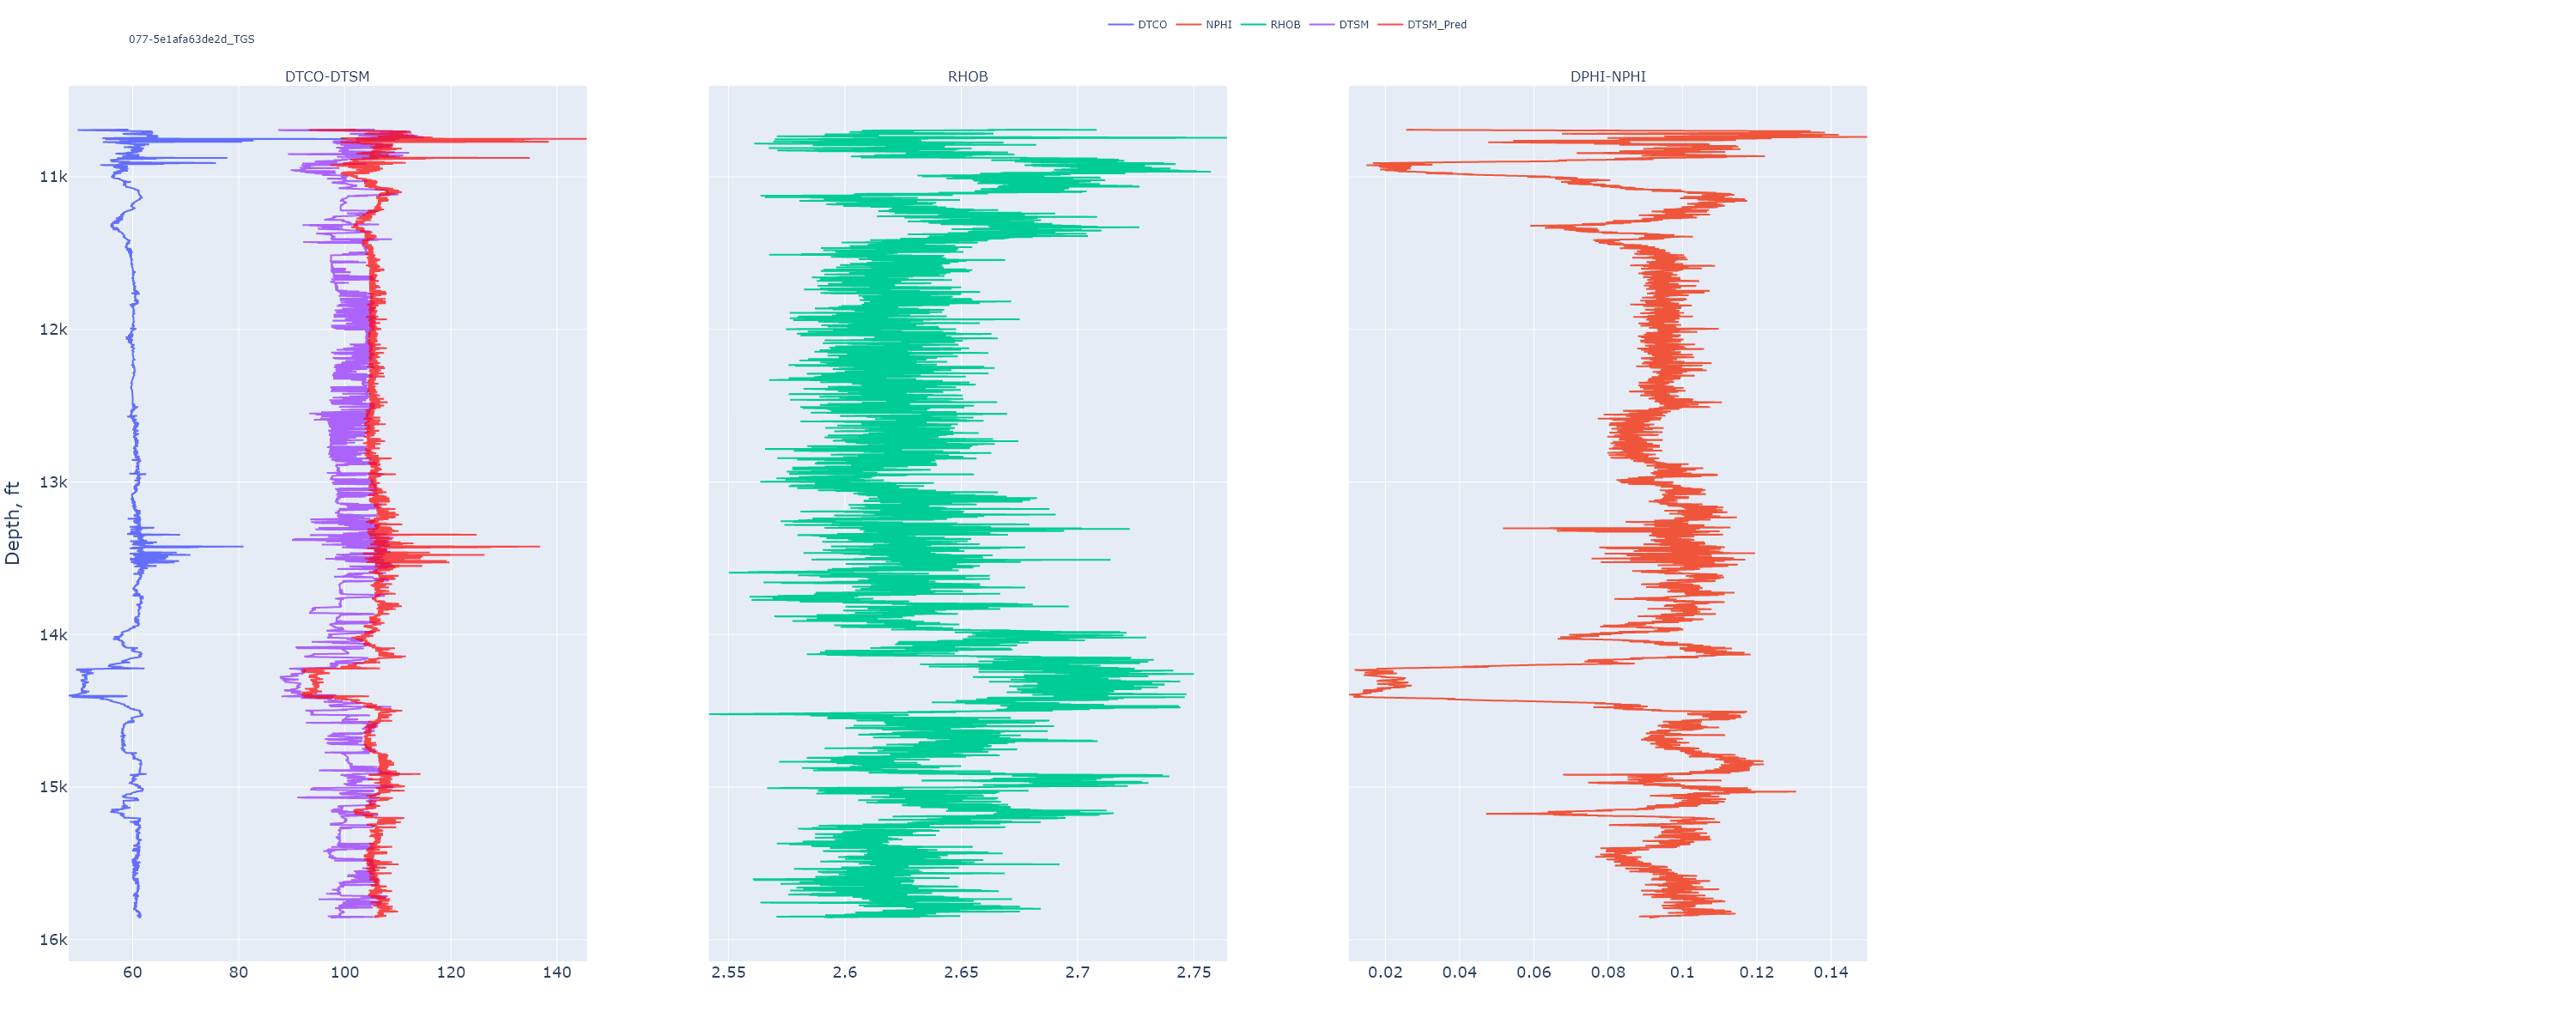 DTCO NPHI RHOB DTSM DTSM_Pred
077-5e1afa63de2d_TGS
DTCO-DTSM RHOB DPHI-NPHI
Depth, ft
11k
12k
13k
14k
15k
16k
60 80 100 120 140
2.55 2.6 2.65 2.7 2.75
0.02 0.04 0.06 0.08 0.1 0.12 0.14